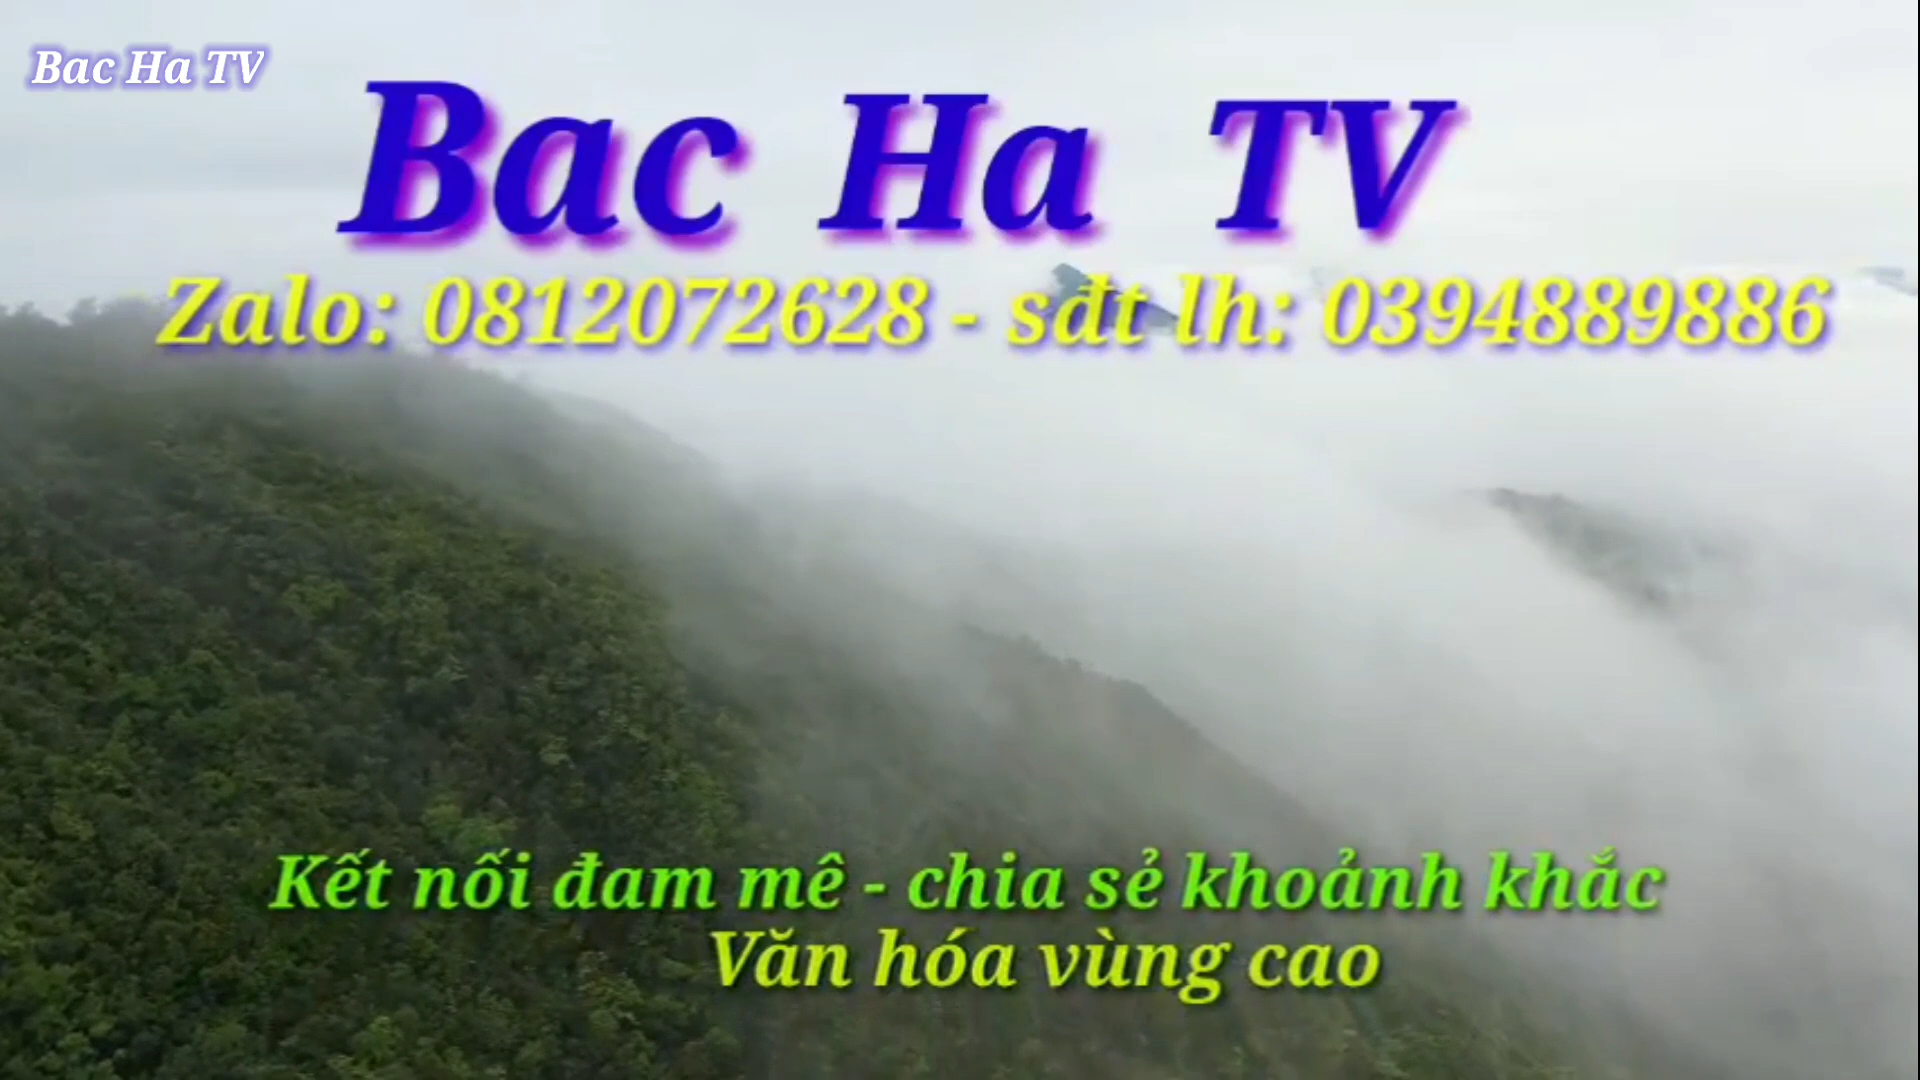 Bac Ha TV
Bac Ha TV
Zalo: 0812072628 - sđt lh: 0394889886
Kết nối đam mê - chia sẻ khoảnh khắc
Văn hóa vùng cao